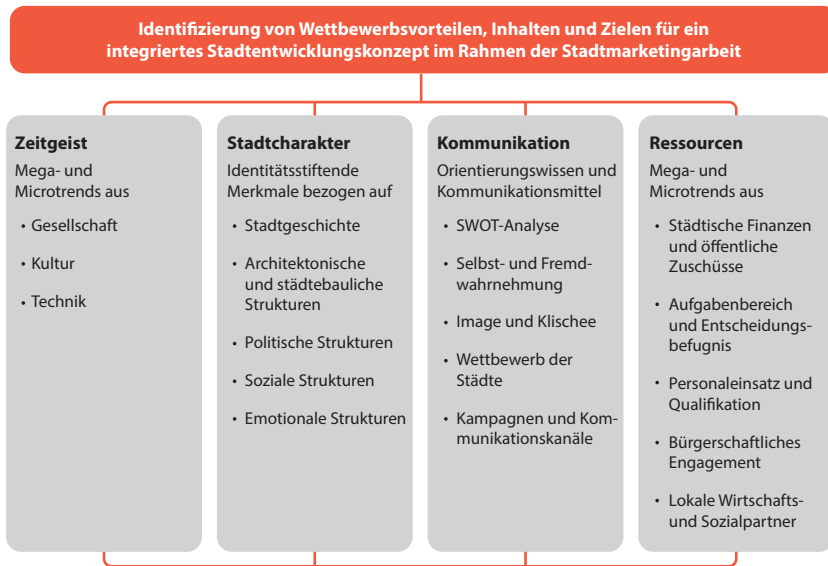 Identifizierung von Wettbewerbsvorteilen, Inhalten und Zielen für ein
integriertes Stadtentwicklungskonzept im Rahmen der Stadtmarketingarbeit
Zeitgeist
Mega- und
Microtrends aus
• Gesellschaft
• Kultur
• Technik
Stadtcharakter
Identitätsstiftende
Merkmale bezogen auf
• Stadtgeschichte
• Architektonische
und städtebauliche
Strukturen
• Politische Strukturen
• Soziale Strukturen
• Emotionale Strukturen
Kommunikation
Orientierungswissen und
Kommunikationsmittel
• SWOT-Analyse
• Selbst- und Fremd-
wahrnehmung
• Image und Klischee
• Wettbewerb der
Städte
• Kampagnen und Kom-
munikationskanäle
Ressourcen
Mega- und
Microtrends aus
• Städtische Finanzen
und öffentliche
Zuschüsse
• Aufgabenbereich
und Entscheidungs-
befugnis
• Personaleinsatz und
Qualifikation
• Bürgerschaftliches
Engagement
• Lokale Wirtschafts-
und Sozialpartner